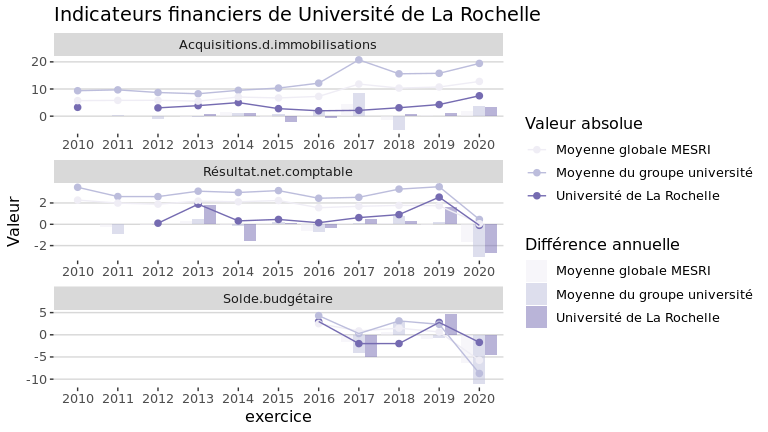 Indicateurs financiers de Université de La Rochelle
Acquisitions.d.immobilisations
20
10
0
2010 2011 2012 2013 2014 2015 2016 2017 2018 2019 2020
Résultat.net.comptable
2
0
-2
2010 2011 2012 2013 2014 2015 2016 2017 2018 2019 2020
Solde.budgétaire
5
0
-5
-10
2010 2011 2012 2013 2014 2015 2016 2017 2018 2019 2020
exercice
Valeur
Valeur absolue
Moyenne globale MESRI
Moyenne du groupe université
Université de La Rochelle
Différence annuelle
Moyenne globale MESRI
Moyenne du groupe université
Université de La Rochelle